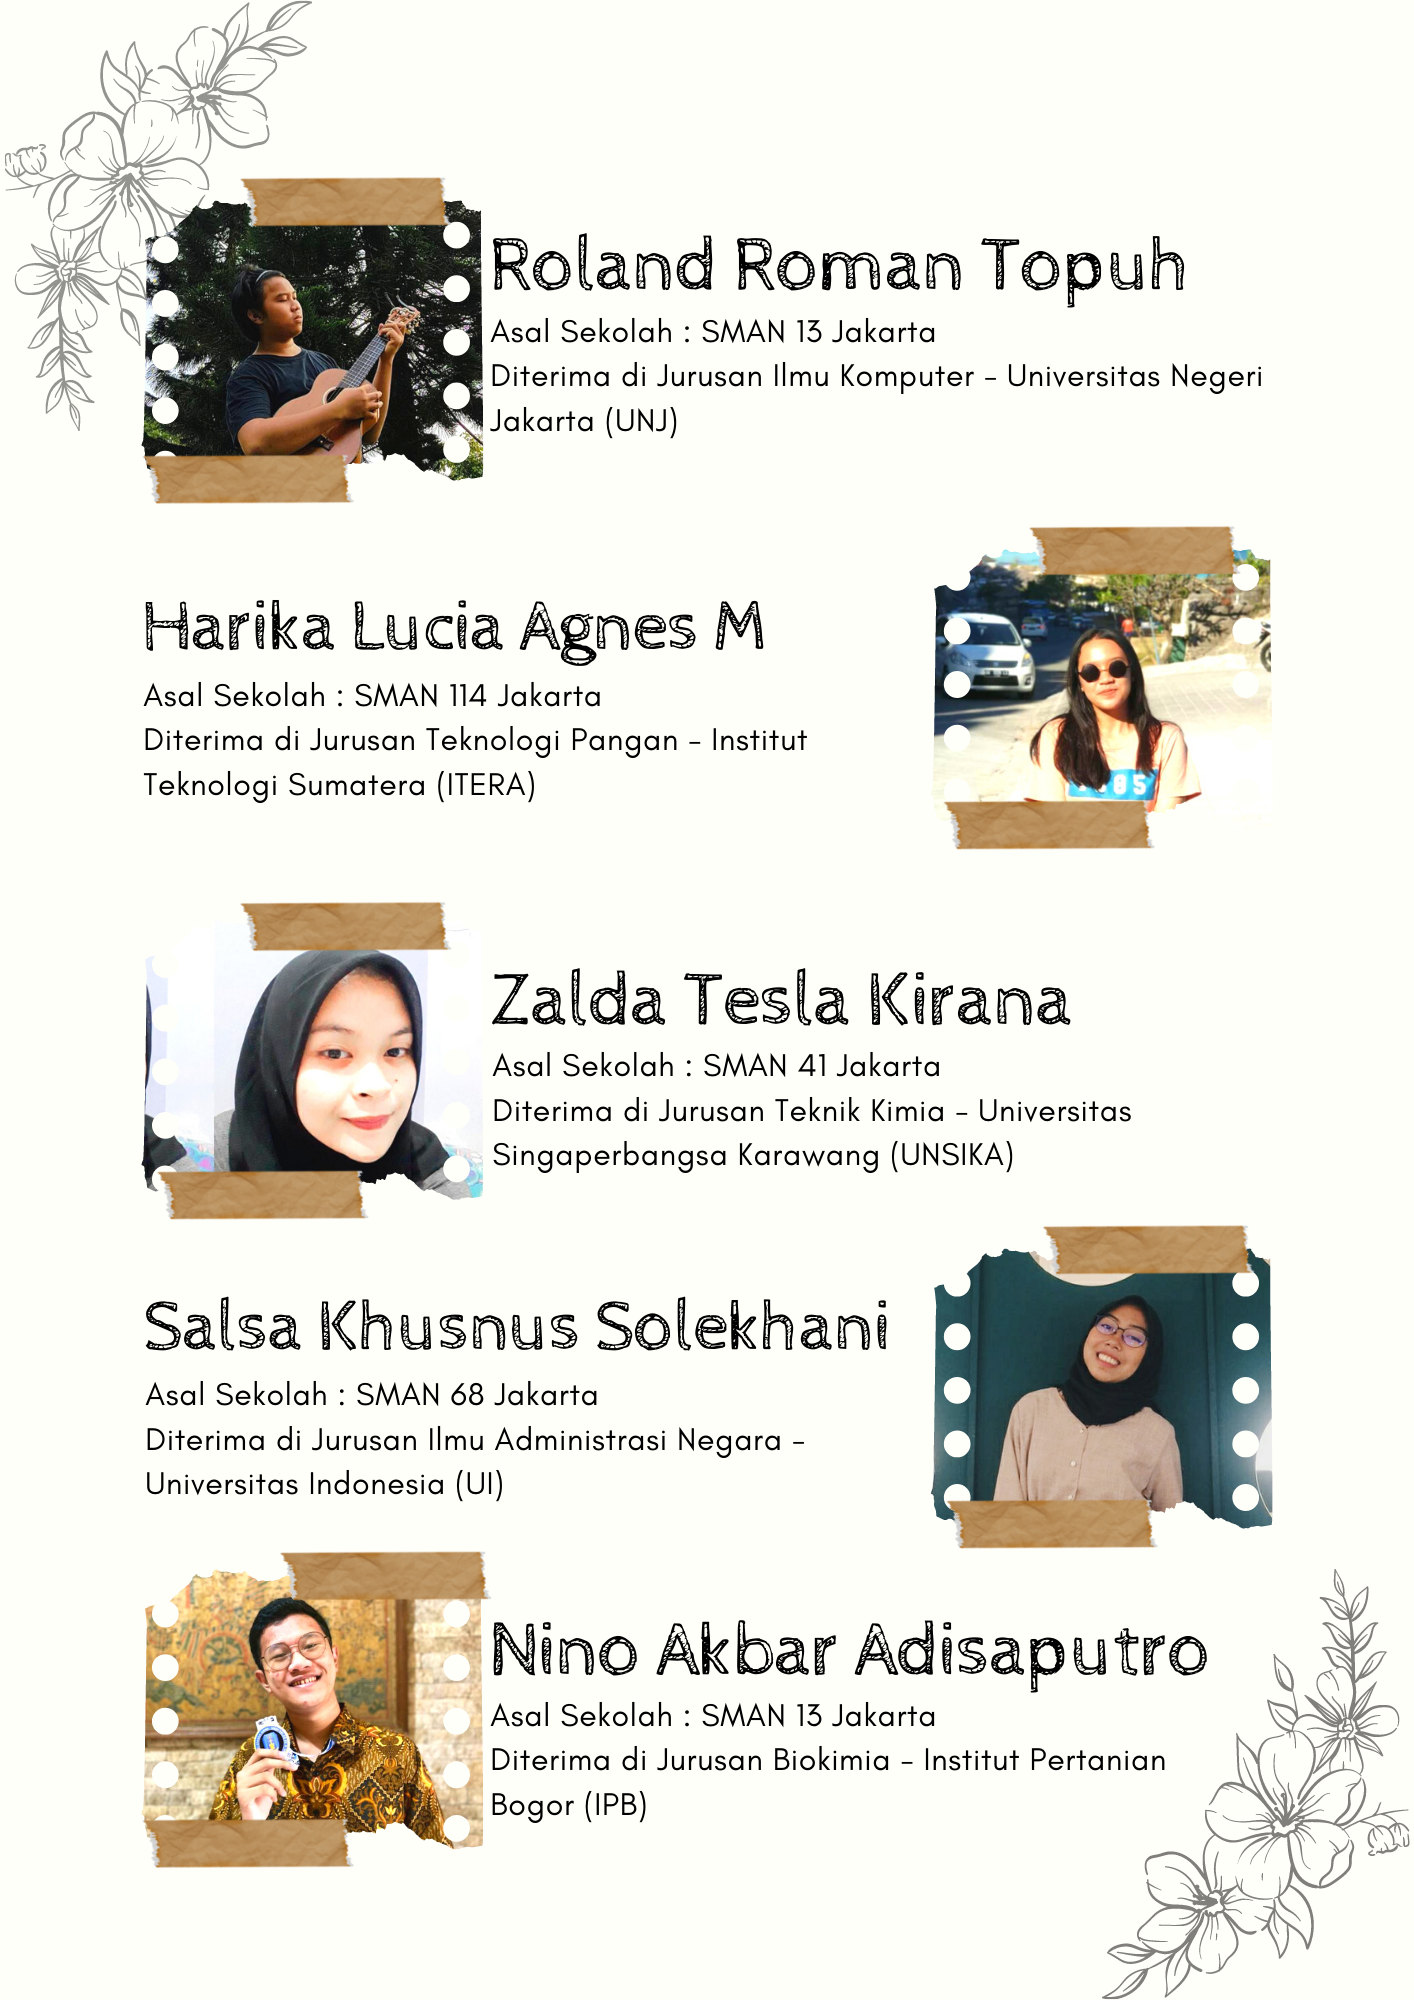 Roland Roman Topuh
Asal Sekolah : SMAN 13 Jakarta
Diterima di Jurusan Ilmu Komputer - Universitas Negeri
Jakarta (UNJ)
Harika Lucia Agnes M
Asal Sekolah : SMAN 114 Jakarta
Diterima di Jurusan Teknologi Pangan - Institut
Teknologi Sumatera (ITERA)
Zalda Tesla Kirana
Asal Sekolah : SMAN 41 Jakarta
Diterima di Jurusan Teknik Kimia - Universitas
Singaperbangsa Karawang (UNSIKA)
Salsa Khusnus Solekhani
Asal Sekolah : SMAN 68 Jakarta
Diterima di Jurusan Ilmu Administrasi Negara -
Universitas Indonesia (UI)
Nino Akbar Adisaputro
Asal Sekolah : SMAN 13 Jakarta
Diterima di Jurusan Biokimia - Institut Pertanian
Bogor (IPB)